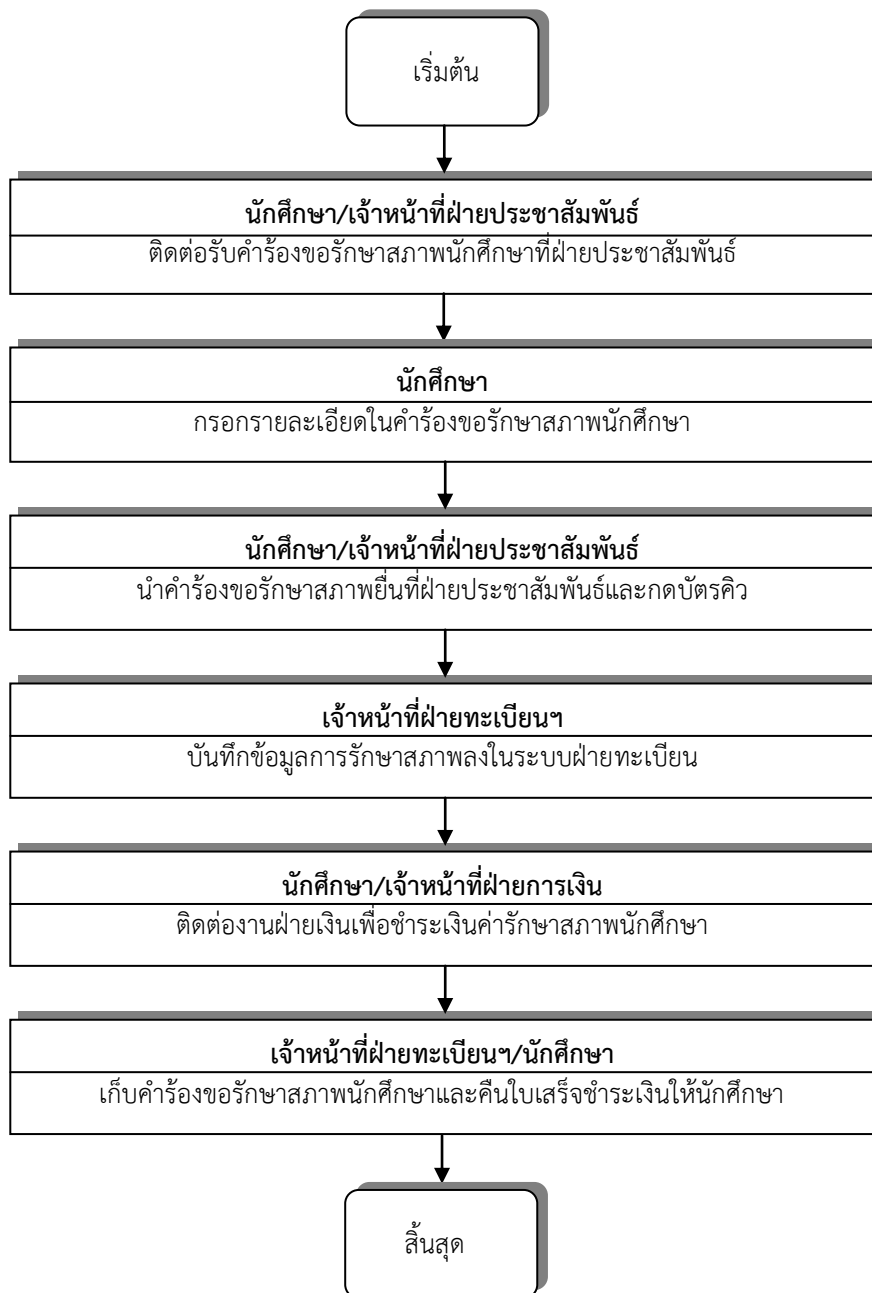 เริ่มต้น
นักศึกษา/เจ้าหน้าที่ฝ่ายประชาสัมพันธ์
ติดต่อรับคำร้องขอรักษาสภาพนักศึกษาที่ฝ่ายประชาสัมพันธ์
นักศึกษา
กรอกรายละเอียดในคำร้องขอรักษาสภาพนักศึกษา
นักศึกษา/เจ้าหน้าที่ฝ่ายประชาสัมพันธ์
นำคำร้องขอรักษาสภาพยื่นที่ฝ่ายประชาสัมพันธ์และกดบัตรคิว
เจ้าหน้าที่ฝ่ายทะเบียนฯ
บันทึกข้อมูลการรักษาสภาพลงในระบบฝ่ายทะเบียน
นักศึกษา/เจ้าหน้าที่ฝ่ายการเงิน
ติดต่องานฝ่ายเงินเพื่อชำระเงินค่ารักษาสภาพนักศึกษา
เจ้าหน้าที่ฝ่ายทะเบียนฯ/นักศึกษา
เก็บคำร้องขอรักษาสภาพนักศึกษาและคืนใบเสร็จชำระเงินให้นักศึกษา
สิ้นสุด